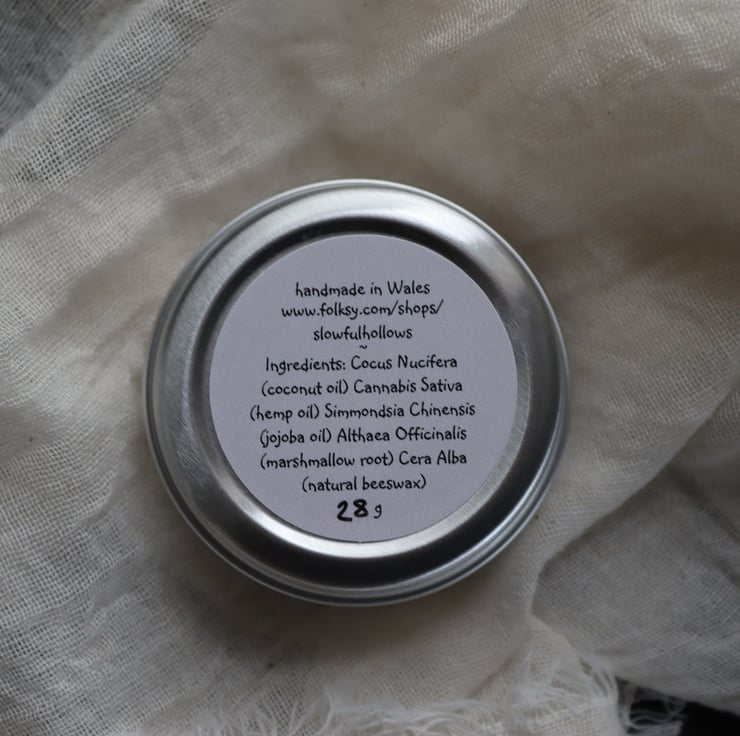 handmade in Wales
www.folksy.com/shops/
slowfulhollows
~
Ingredients: Cocus Nucifera
(coconut oil) Cannabis Sativa
(hemp oil) Simmondsia Chinensis
(jojoba oil) Althaea Officinalis
(marshmallow root) Cera Alba
(natural beeswax)
28 g